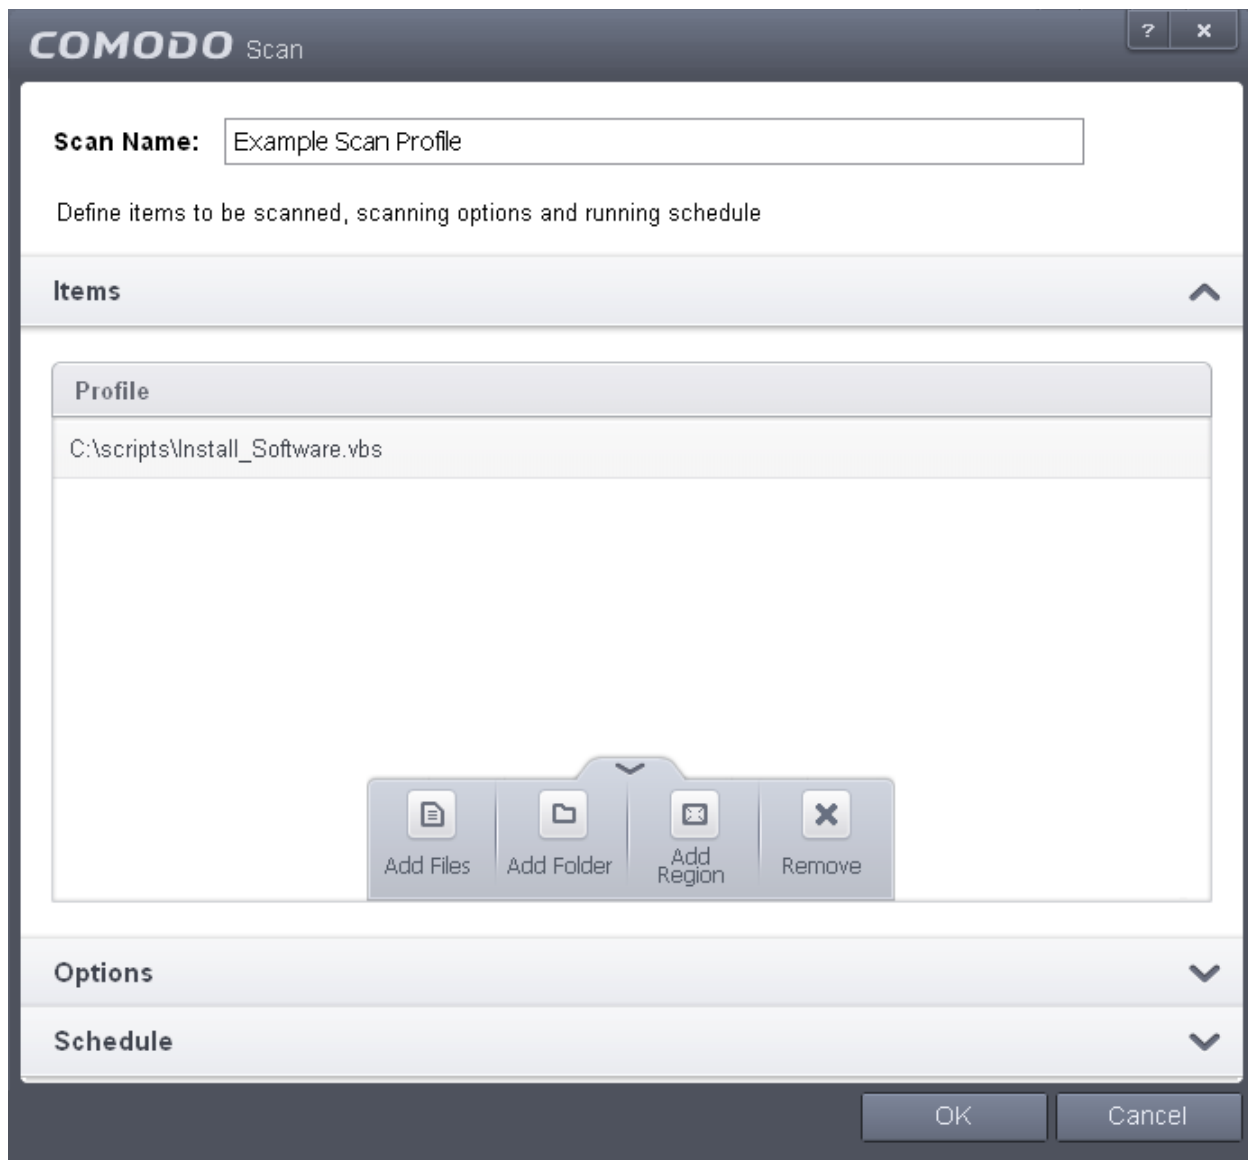 COMODO Scan
?
Scan Name: Example Scan Profile
Define items to be scanned, scanning options and running schedule
Items
Profile
C:\scripts\Install_Software.vbs
Add Files
Add Folder
Add
Region
Remove
Options
Schedule
OK
Cancel